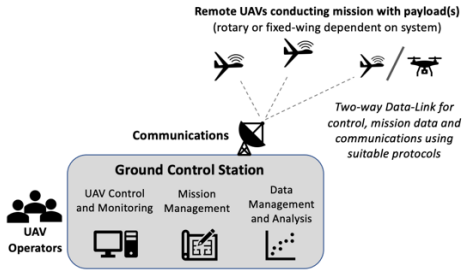 Remote UAVs conducting mission with payload(s)
(rotary or fixed-wing dependent on system)
Two-way Data-Link for
control, mission data and
communications using
suitable protocols
Communications
Ground Control Station
UAV Control
and Monitoring
Mission
Management
Data
Management
and Analysis
UAV
Operators